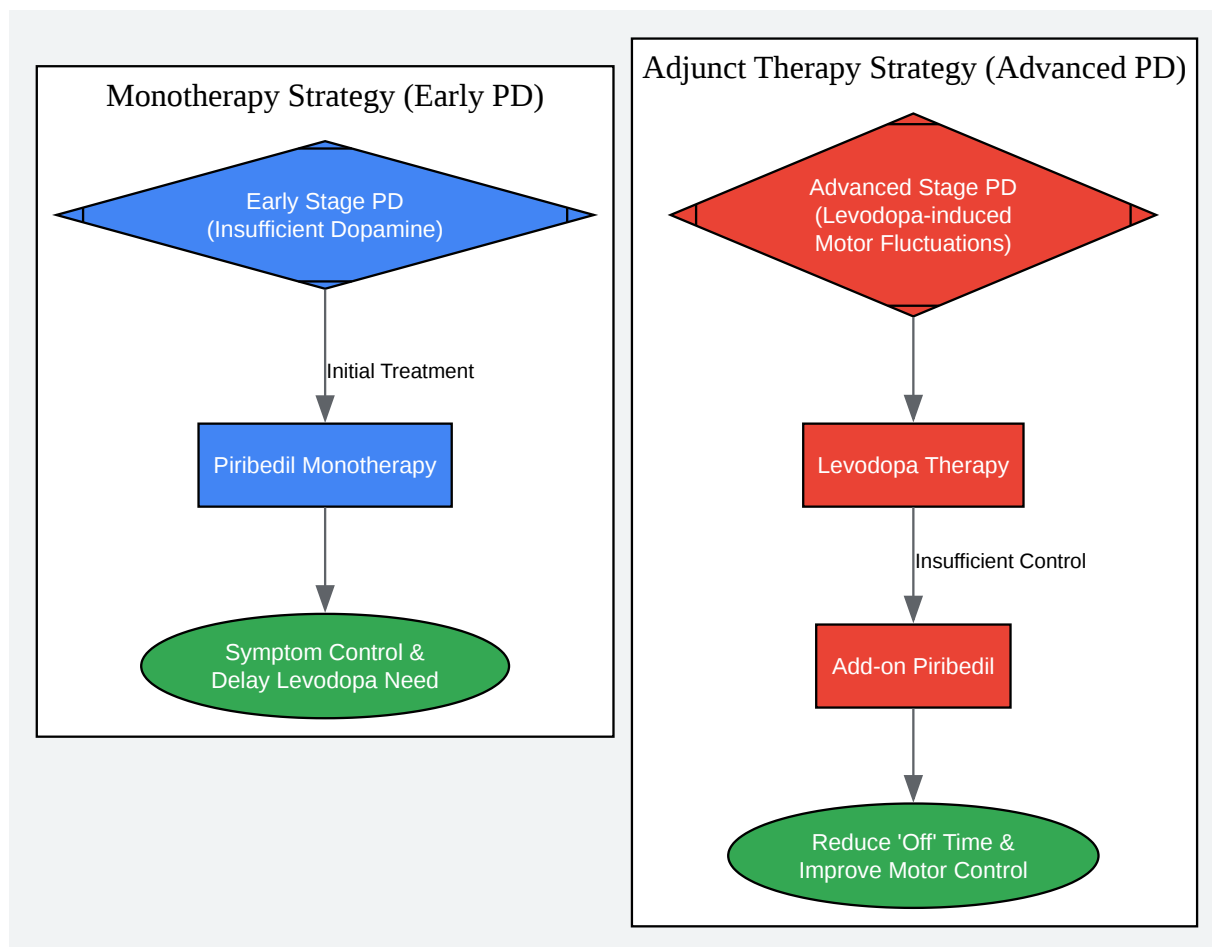 Monotherapy Strategy (Early PD)
Early Stage PD
(Insufficient Dopamine)
Initial Treatment
Piribedil Monotherapy
Symptom Control &
Delay Levodopa Need
Adjunct Therapy Strategy (Advanced PD)
Advanced Stage PD
(Levodopa-induced
Motor Fluctuations)
Levodopa Therapy
Insufficient Control
Add-on Piribedil
Reduce 'Off' Time &
Improve Motor Control